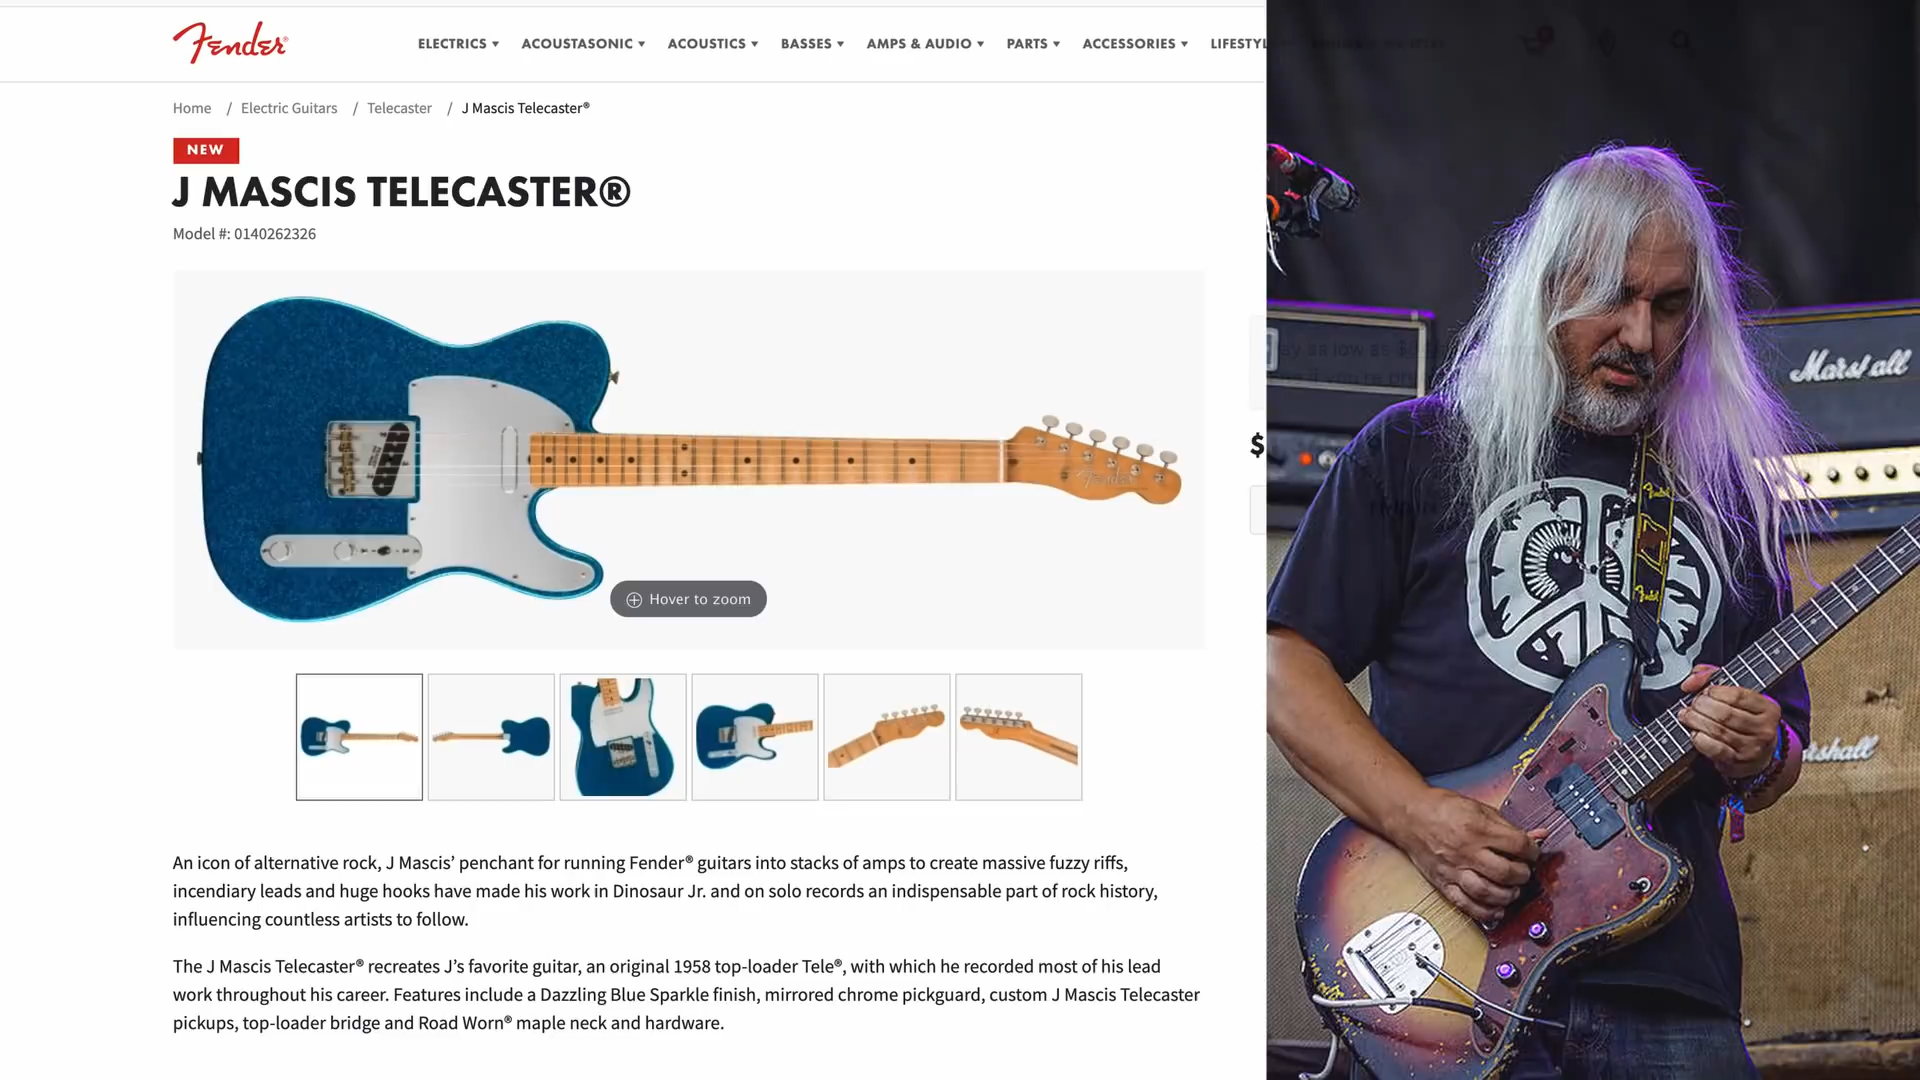 Fender®
ELECTRICS ACOUSTASONIC ACOUSTICS BASSES AMPS & AUDIO PARTS ACCESSORIES
Home / Electric Guitars / Telecaster / J Mascis Telecaster®
NEW
J MASCIS TELECASTER®
Model #: 0140262326
Fender
Hover to zoom
An icon of alternative rock, J Mascis’ penchant for running Fender® guitars into stacks of amps to create massive fuzzy riffs,
incendiary leads and huge hooks have made his work in Dinosaur Jr. and on solo records an indispensable part of rock history,
influencing countless artists to follow.
The J Mascis Telecaster® recreates J’s favorite guitar, an original 1958 top-loader Tele®, with which he recorded most of his lead
work throughout his career. Features include a Dazzling Blue Sparkle finish, mirrored chrome pickguard, custom J Mascis Telecaster
pickups, top-loader bridge and Road Worn® maple neck and hardware.
$
Marshall
Fender
Fender